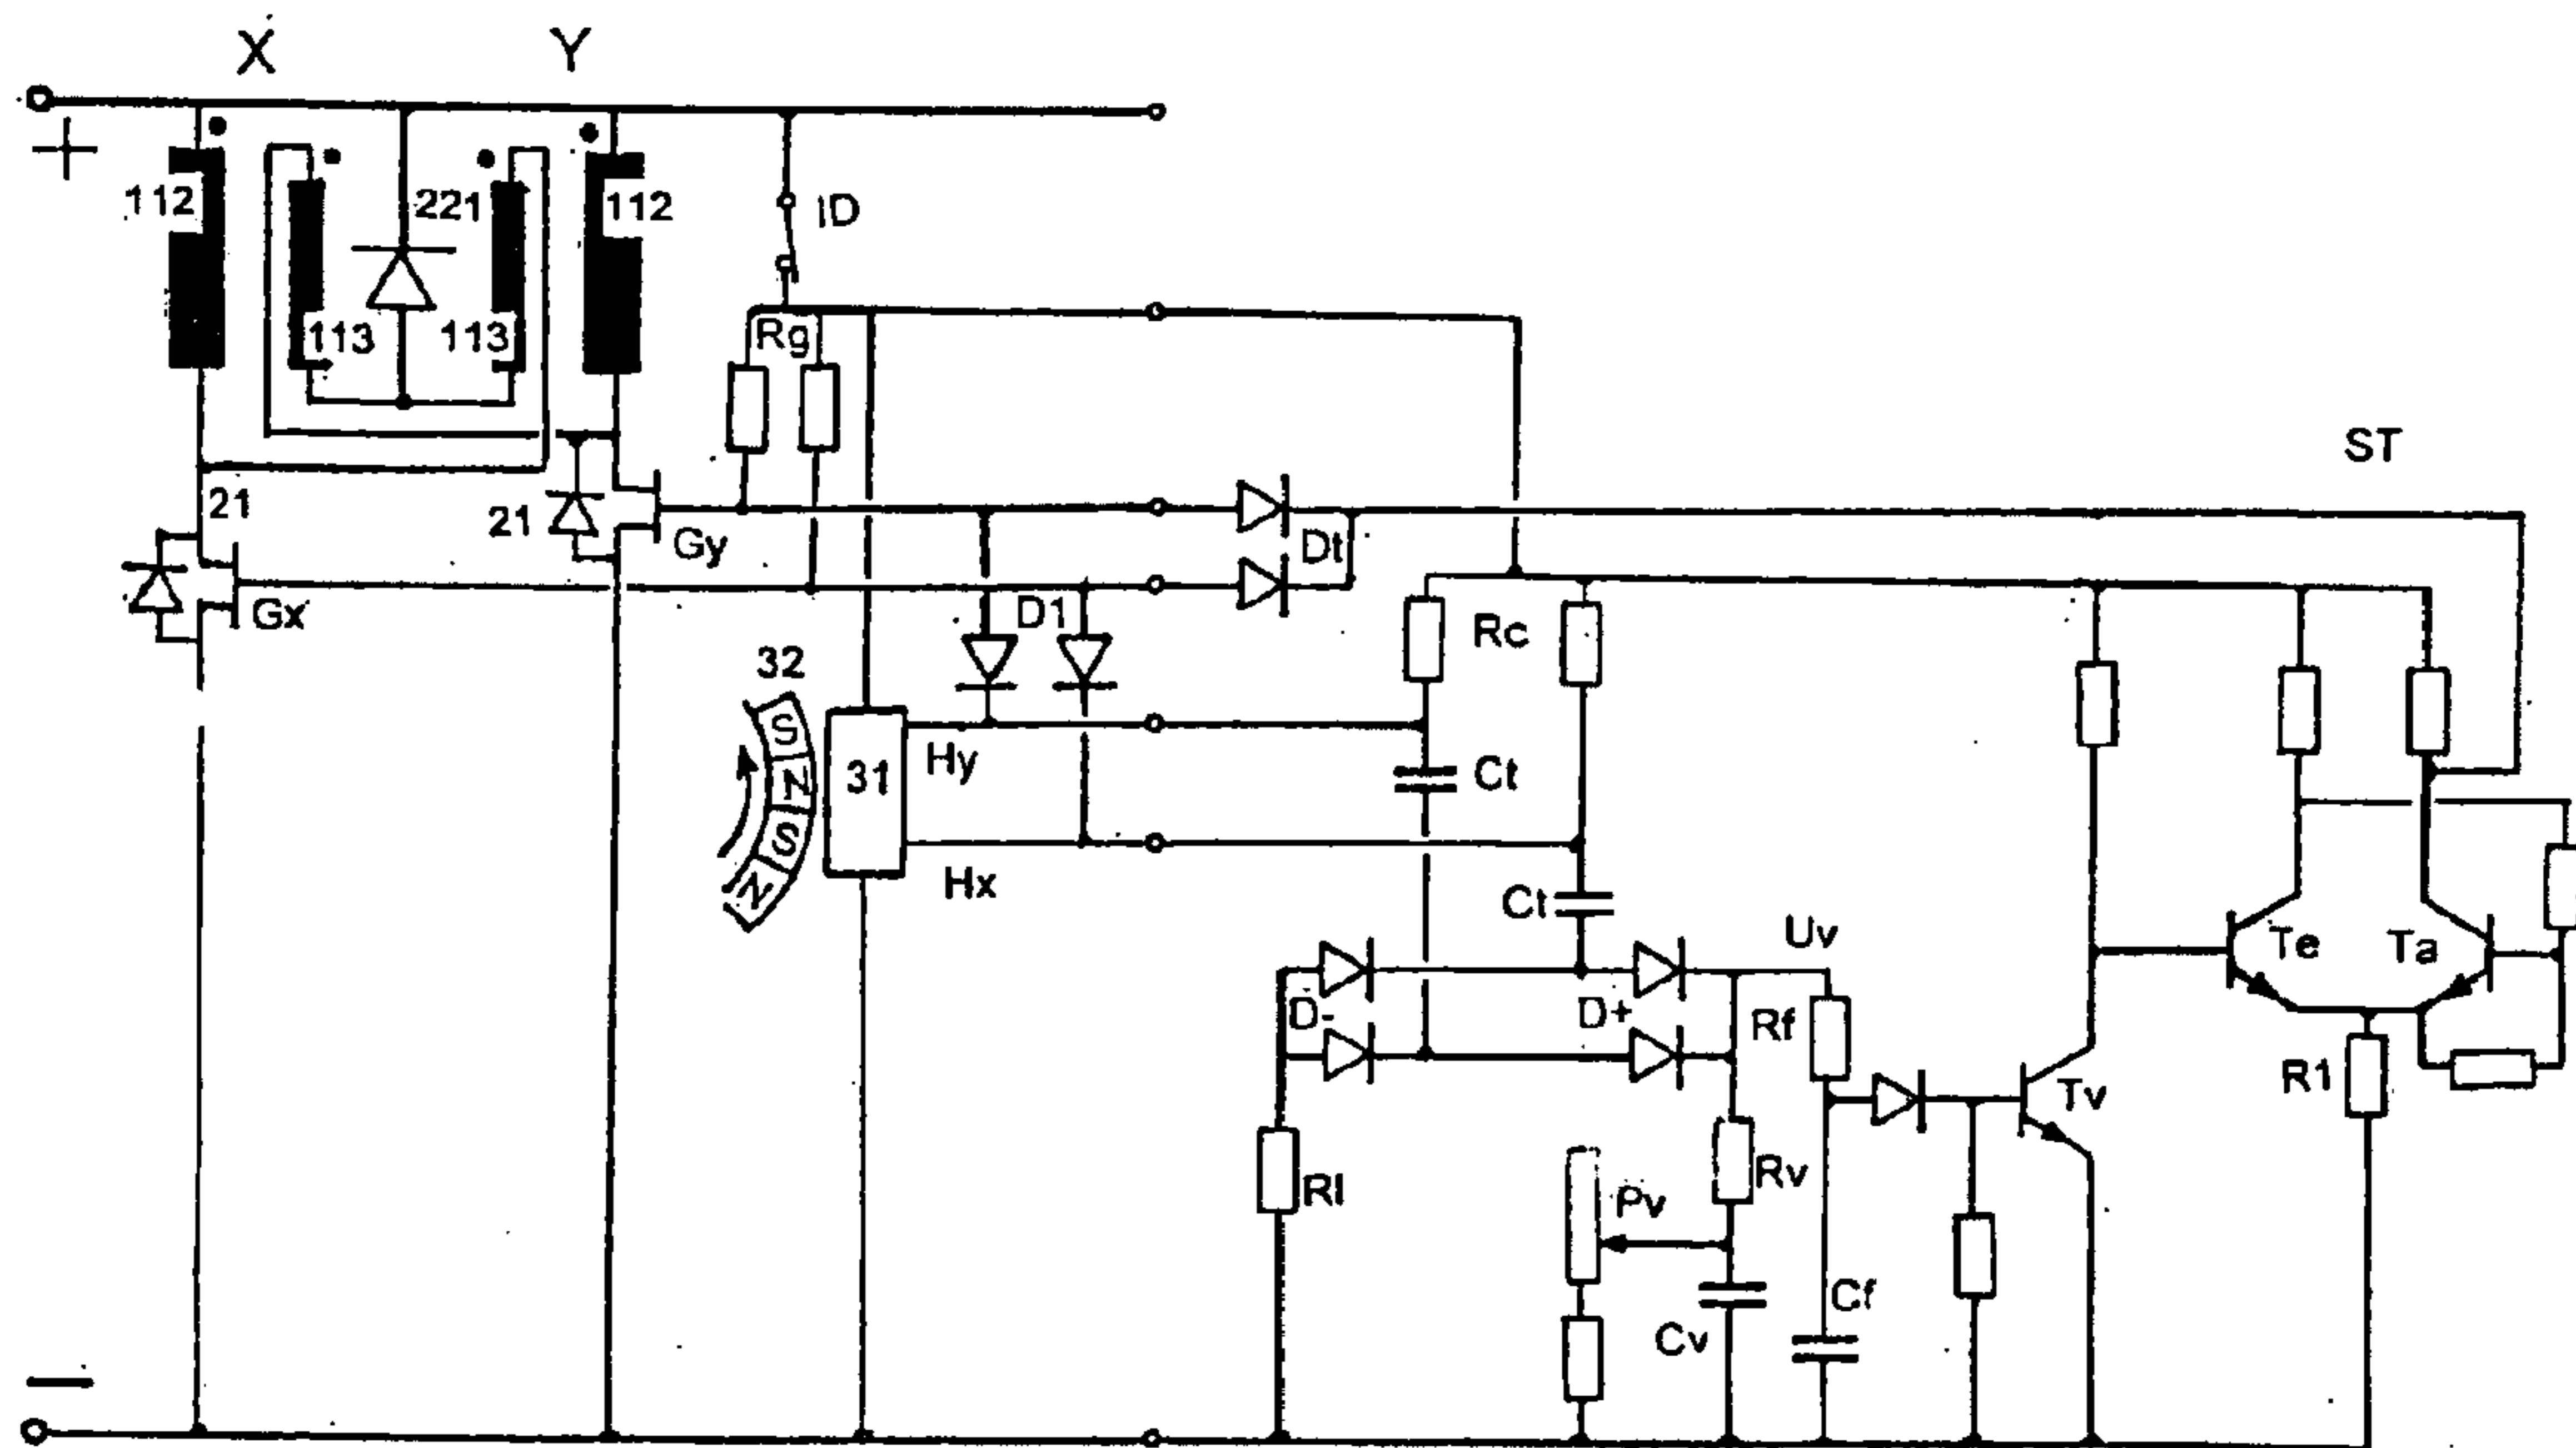 X Y
+
112 221 112
ID
113 113
Rg
ST
21 21
Gy Dt
Gx D1
Rc
32
S
N
S
N
31
Hy
Ct
Hx
Ct
Uv
Te Ta
D- D+
Rf
R1
Tv
Rl
Pv
Rv
Cf
Cv
—